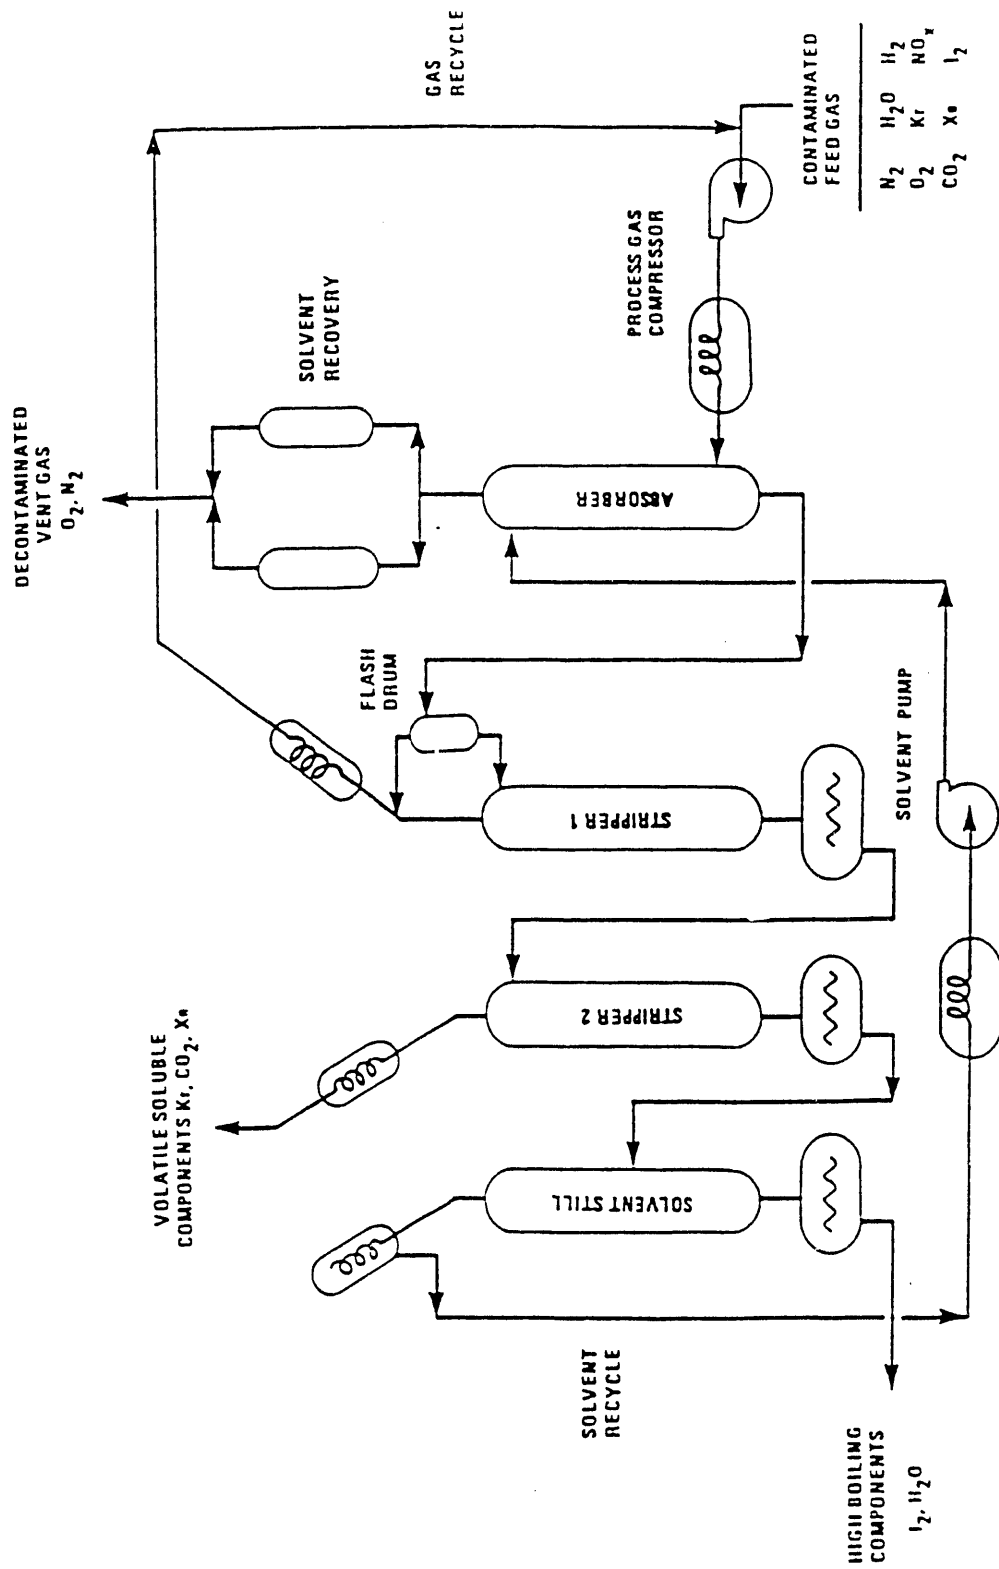 DECONTAMINATED
VENT GAS
O2, N2
GAS
RECYCLE
SOLVENT
RECOVERY
VOLATILE SOLUBLE
COMPONENTS Kr, CO2, Xe
FLASH
DRUM
PROCESS GAS
COMPRESSOR
ABSORBER
STRIPPER 1
STRIPPER 2
SOLVENT STILL
CONTAMINATED
FEED GAS
N2 H2O H2
O2 Kr NOx
CO2 Xe I2
SOLVENT PUMP
SOLVENT
RECYCLE
HIGH BOILING
COMPONENTS
I2, H2O